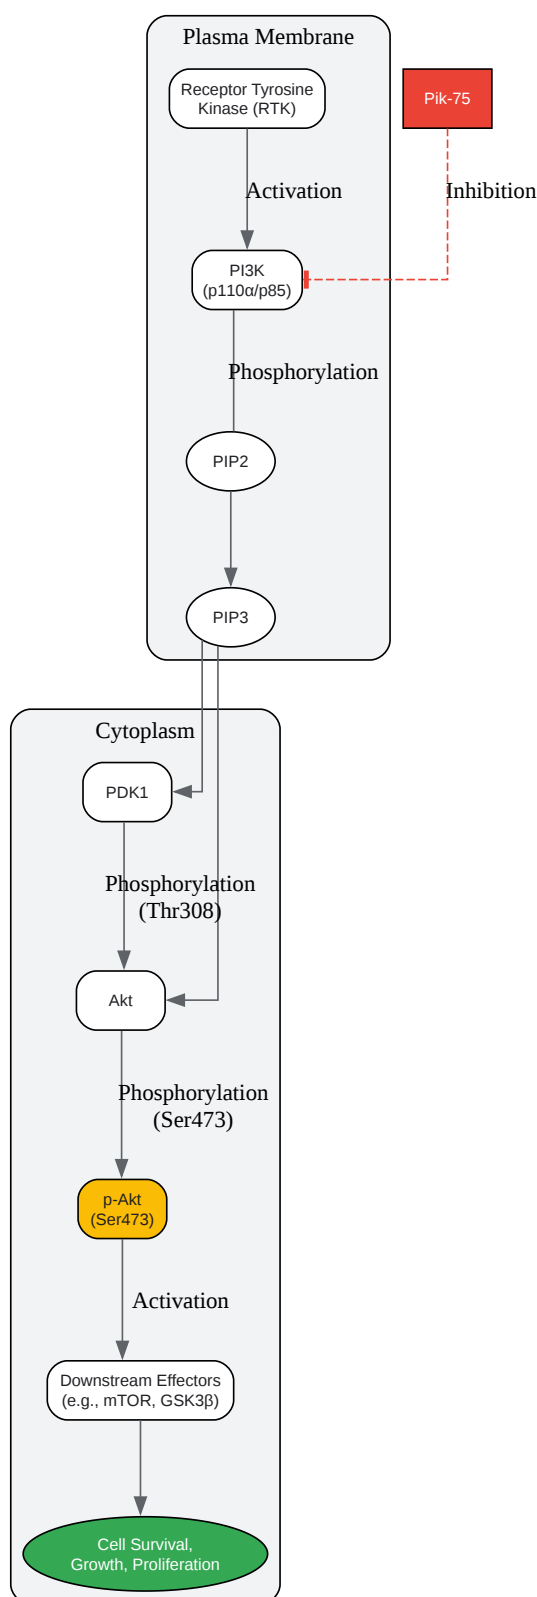 Plasma Membrane
Receptor Tyrosine
Kinase (RTK)
Pik-75
Activation
Inhibition
PI3K
(p110α/p85)
Phosphorylation
PIP2
PIP3
Cytoplasm
PDK1
Phosphorylation
(Thr308)
Akt
Phosphorylation
(Ser473)
p-Akt
(Ser473)
Activation
Downstream Effectors
(e.g., mTOR, GSK3β)
Cell Survival,
Growth, Proliferation